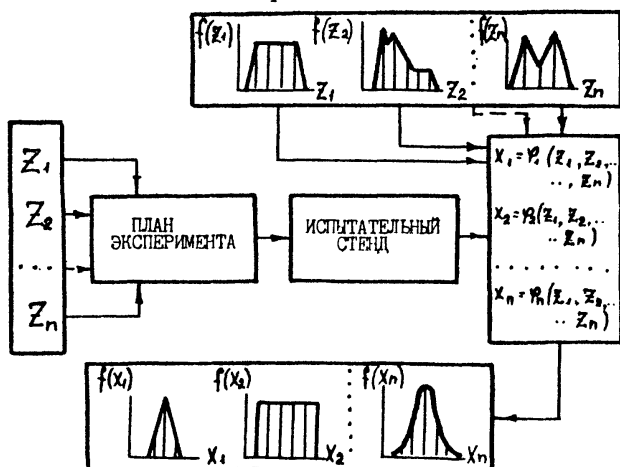 f(Z₁) f(Z₂) f(Zn)
Z₁ Z₂ Zn
Z₁
Z₂
Zn
ПЛАН
ЭКСПЕРИМЕНТА
ИСПЫТАТЕЛЬНЫЙ
СТЕНД
X₁=φ₁(Z₁,Z₂,..
..,Zn)
X₂=φ₂(Z₁,Z₂,..
..Zn)
Xn=φn(Z₁,Z₂..
..Zn)
f(X₁) f(X₂) f(Xn)
X₁ X₂ Xn